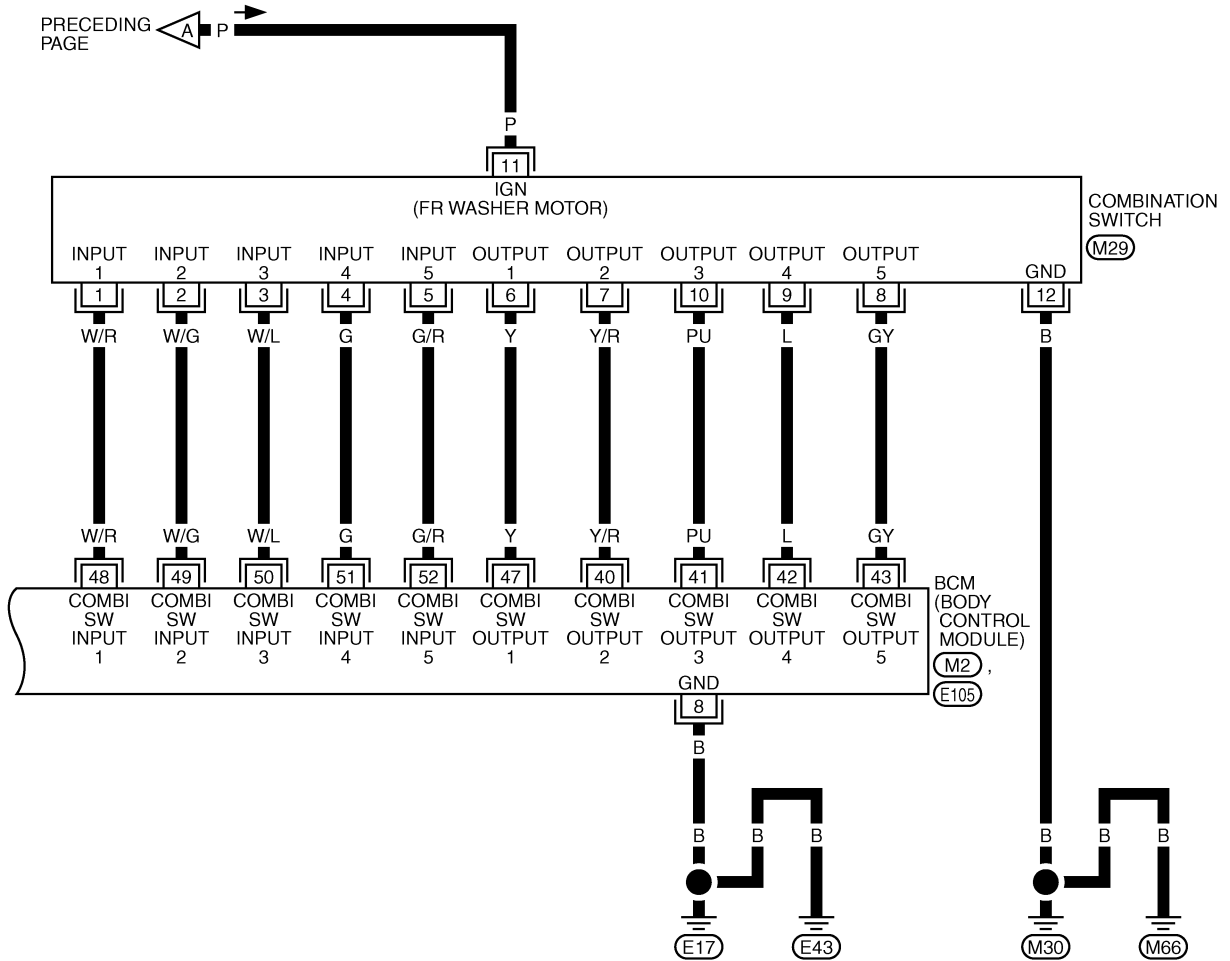 PRECEDING
PAGE
A P
P
11
IGN
(FR WASHER MOTOR)
COMBINATION
SWITCH
M29
INPUT INPUT INPUT INPUT INPUT OUTPUT OUTPUT OUTPUT OUTPUT OUTPUT
1 2 3 4 5 1 2 3 4 5 GND
1 2 3 4 5 6 7 10 9 8 12
W/R W/G W/L G G/R Y Y/R PU L GY B
W/R W/G W/L G G/R Y Y/R PU L GY
48 49 50 51 52 47 40 41 42 43
COMBI COMBI COMBI COMBI COMBI COMBI COMBI COMBI COMBI COMBI
SW SW SW SW SW SW SW SW SW SW
INPUT INPUT INPUT INPUT INPUT OUTPUT OUTPUT OUTPUT OUTPUT OUTPUT
1 2 3 4 5 1 2 3 4 5
BCM
(BODY
CONTROL
MODULE)
M2 ,
E105
GND
8
B
B B B B B B
E17 E43 M30 M66